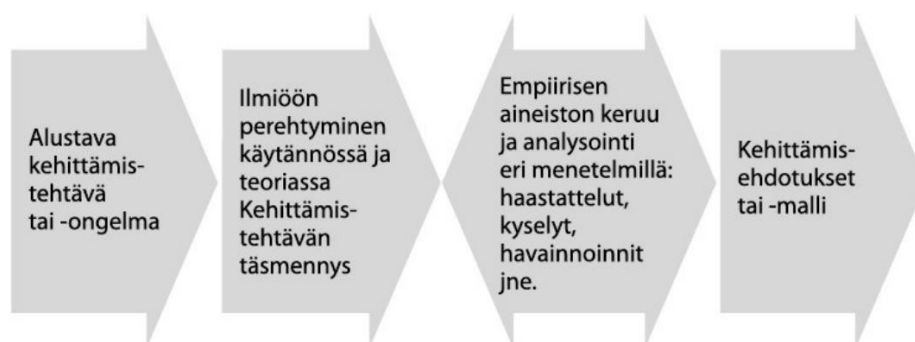 Alustava
kehittämis-
tehtävä
tai -ongelma
Ilmiöön
perehtyminen
käytännössä ja
teoriassa
Kehittämis-
tehtävän
täsmennys
Empiirisen
aineiston keruu
ja analysointi
eri menetelmillä:
haastattelut,
kyselyt,
havainnoinnit
jne.
Kehittämis-
ehdotukset
tai -malli